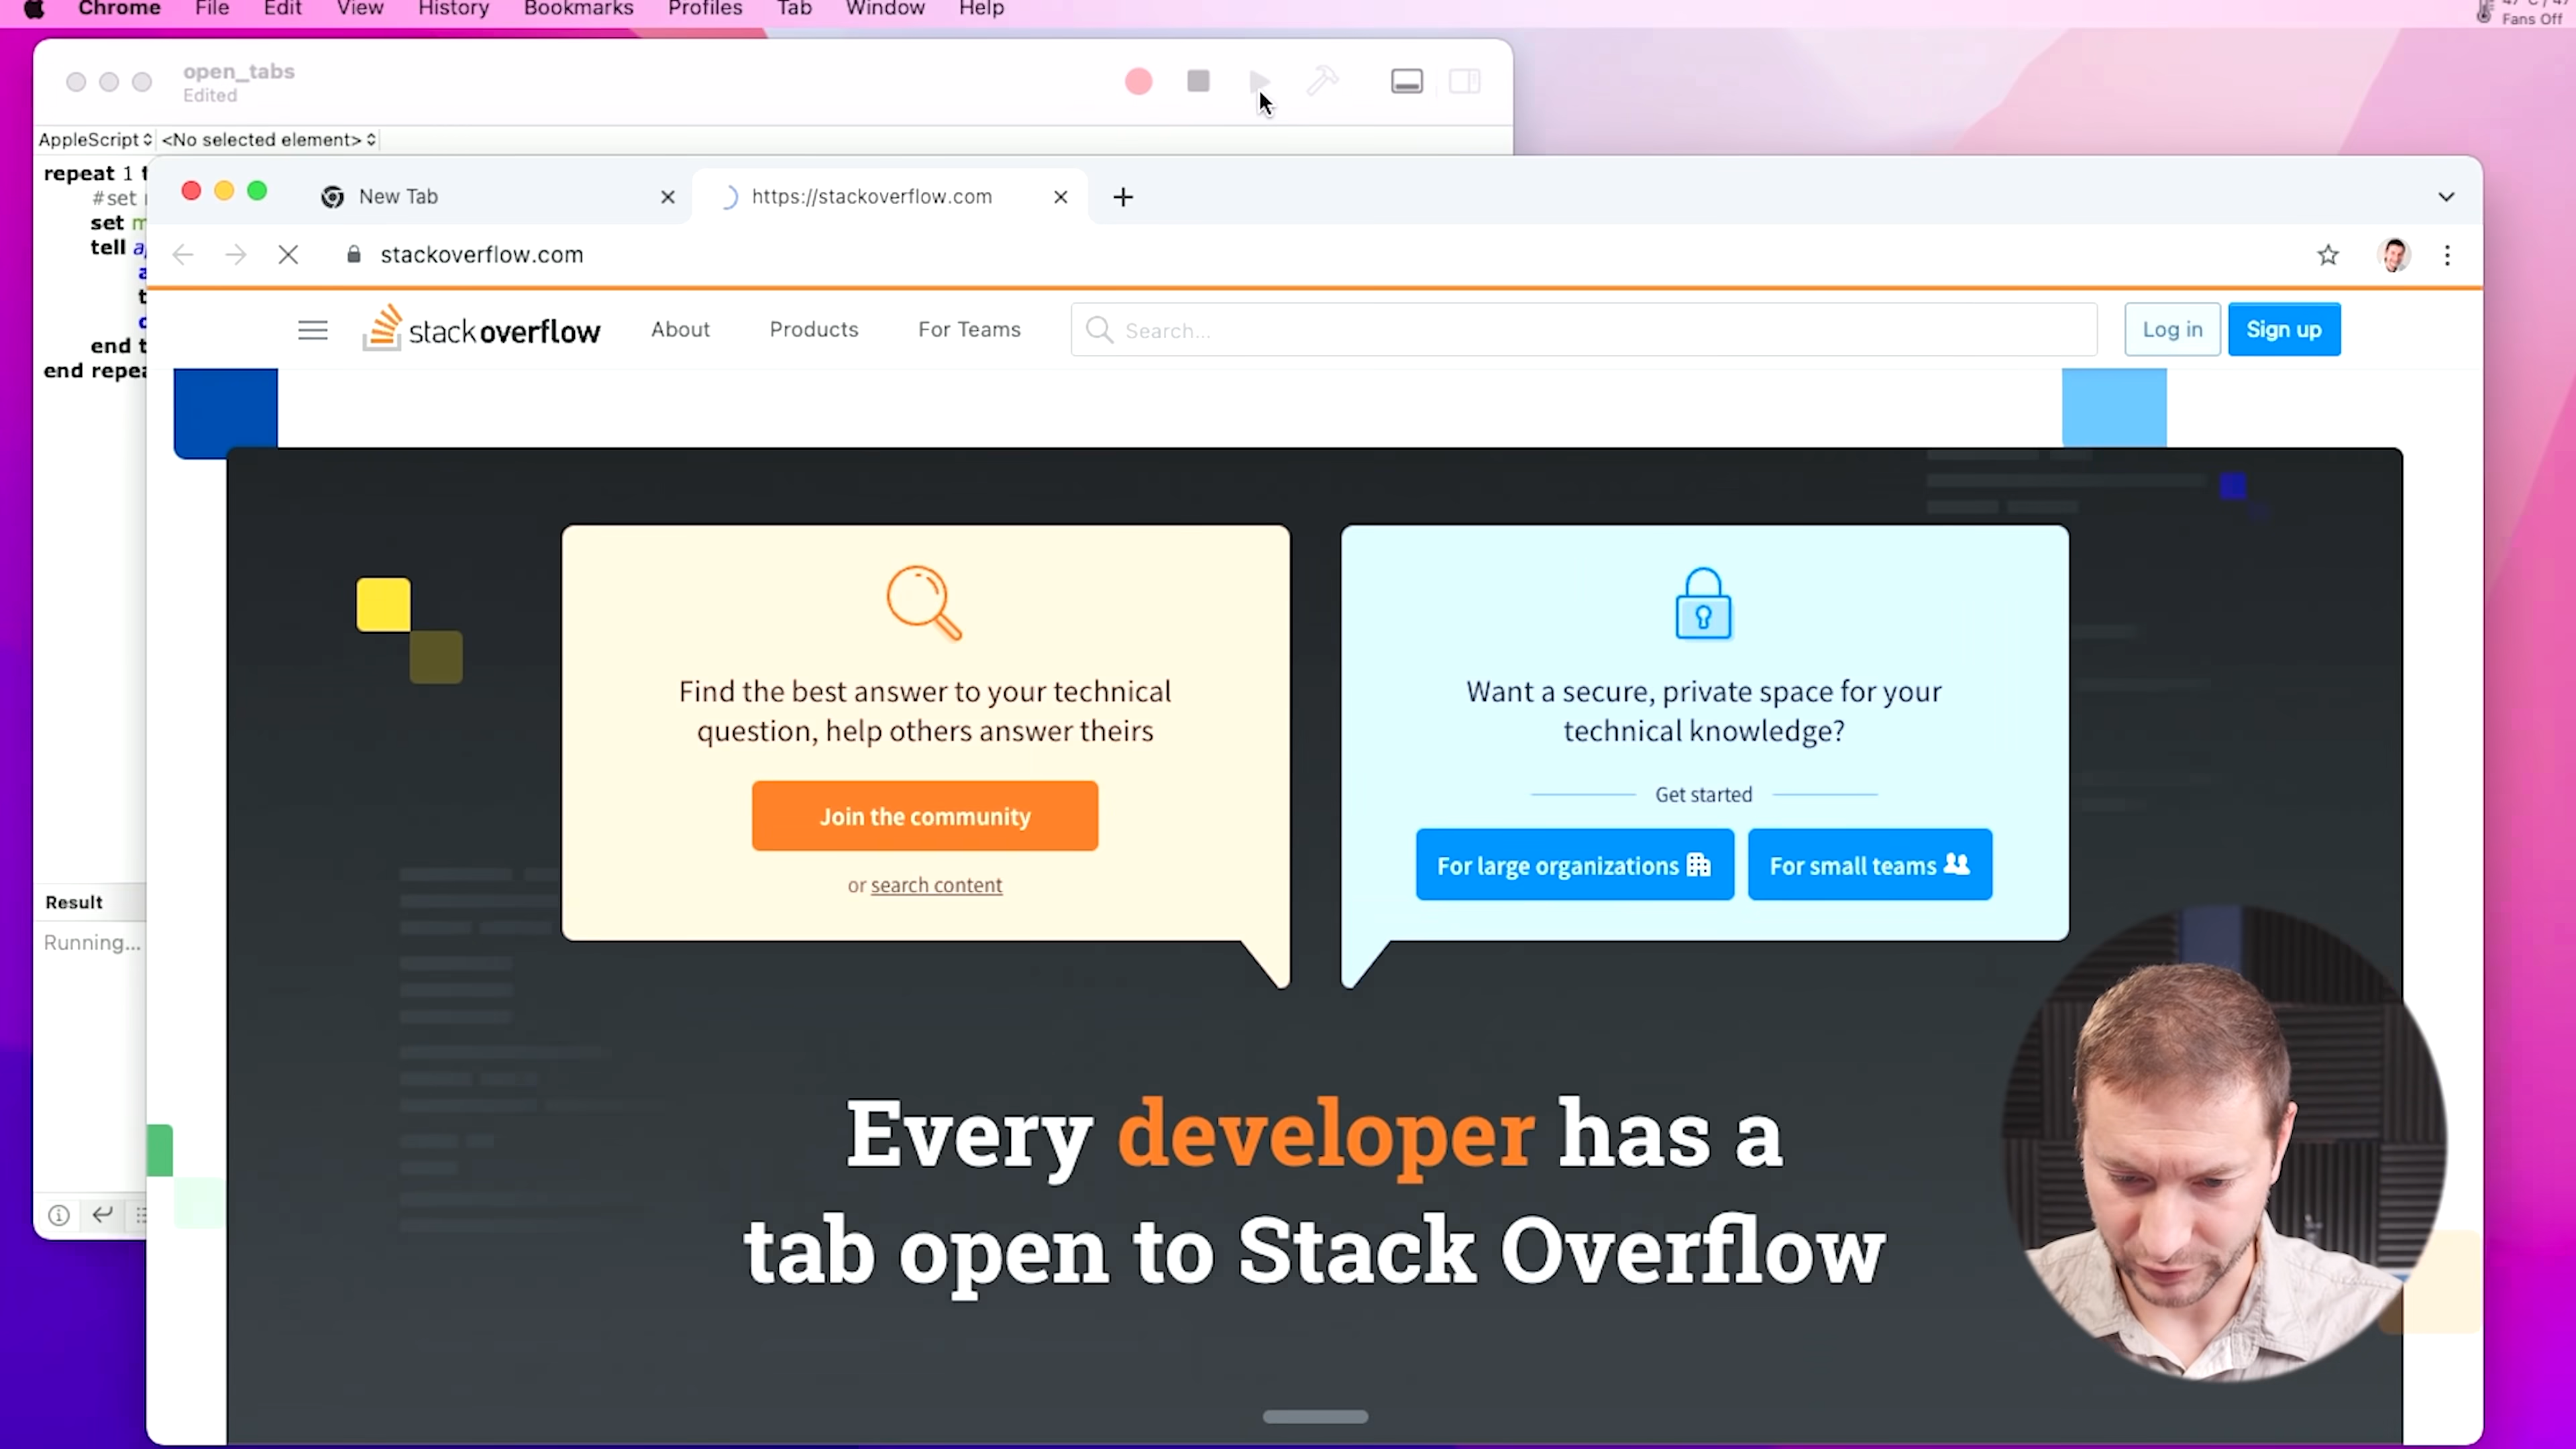 Chrome File Edit View History Bookmarks Profiles Tab Window Help
Fans Off
open_tabs
Edited
AppleScript <No selected element>
repeat 1
#set
set
tell
end
end repea
New Tab
https://stackoverflow.com
stackoverflow.com
stackoverflow About Products For Teams Search... Log in Sign up
Find the best answer to your technical
question, help others answer theirs
Join the community
or search content
Want a secure, private space for your
technical knowledge?
Get started
For large organizations For small teams
Result
Running...
Every developer has a
tab open to Stack Overflow